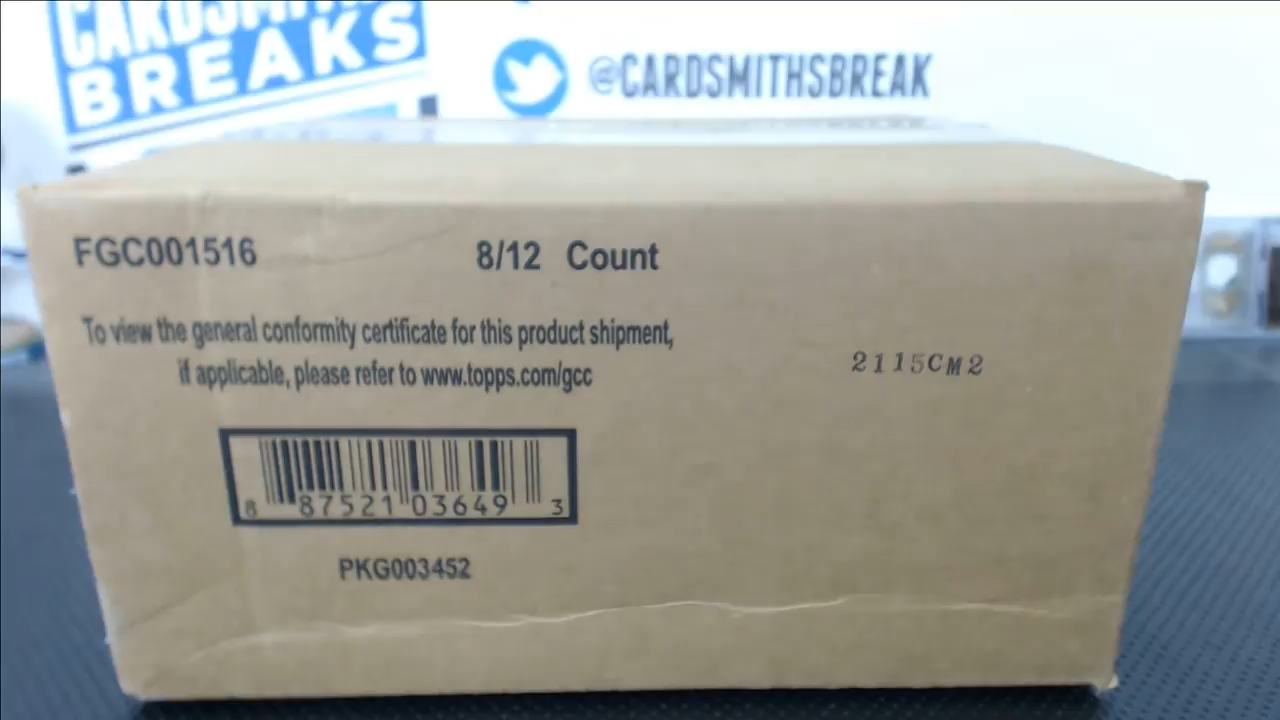 CARDSMITHS
BREAKS
@CARDSMITHSBREAK
FGC001516
8/12 Count
To view the general conformity certificate for this product shipment,
if applicable, please refer to www.topps.com/gcc
2115CM2
8 87521 03649 3
PKG003452